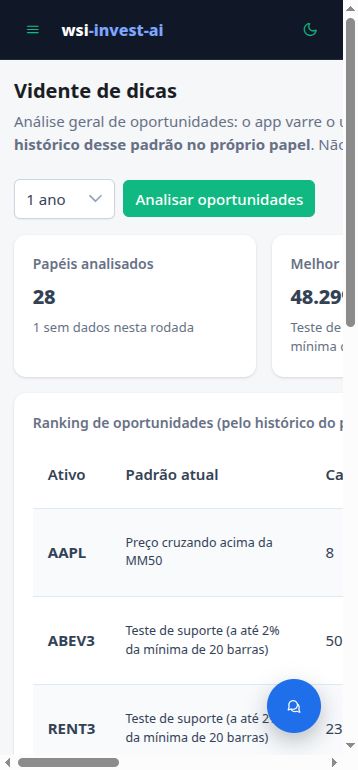 wsi-invest-ai
Vidente de dicas
Análise geral de oportunidades: o app varre o
histórico desse padrão no próprio papel. Não
1 ano
Analisar oportunidades
Papéis analisados
28
1 sem dados nesta rodada
Melhor
48.29
Teste de
mínima
Ranking de oportunidades (pelo histórico do
Ativo Padrão atual Ca
AAPL Preço cruzando acima da
MM50 8
ABEV3 Teste de suporte (a até 2%
da mínima de 20 barras) 50
RENT3 Teste de suporte (a até 2
da mínima de 20 barras) 23